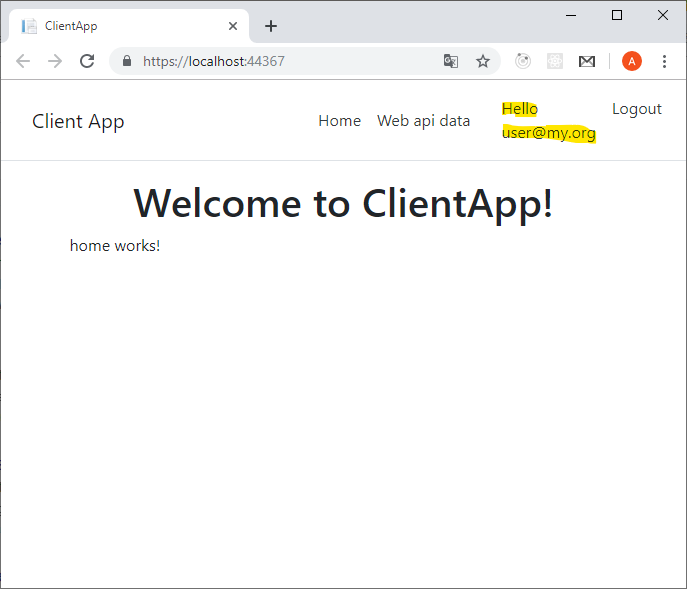 ClientApp
https://localhost:44367
A
Client App
Home
Web api data
Hello
user@my.org
Logout
Welcome to ClientApp!
home works!